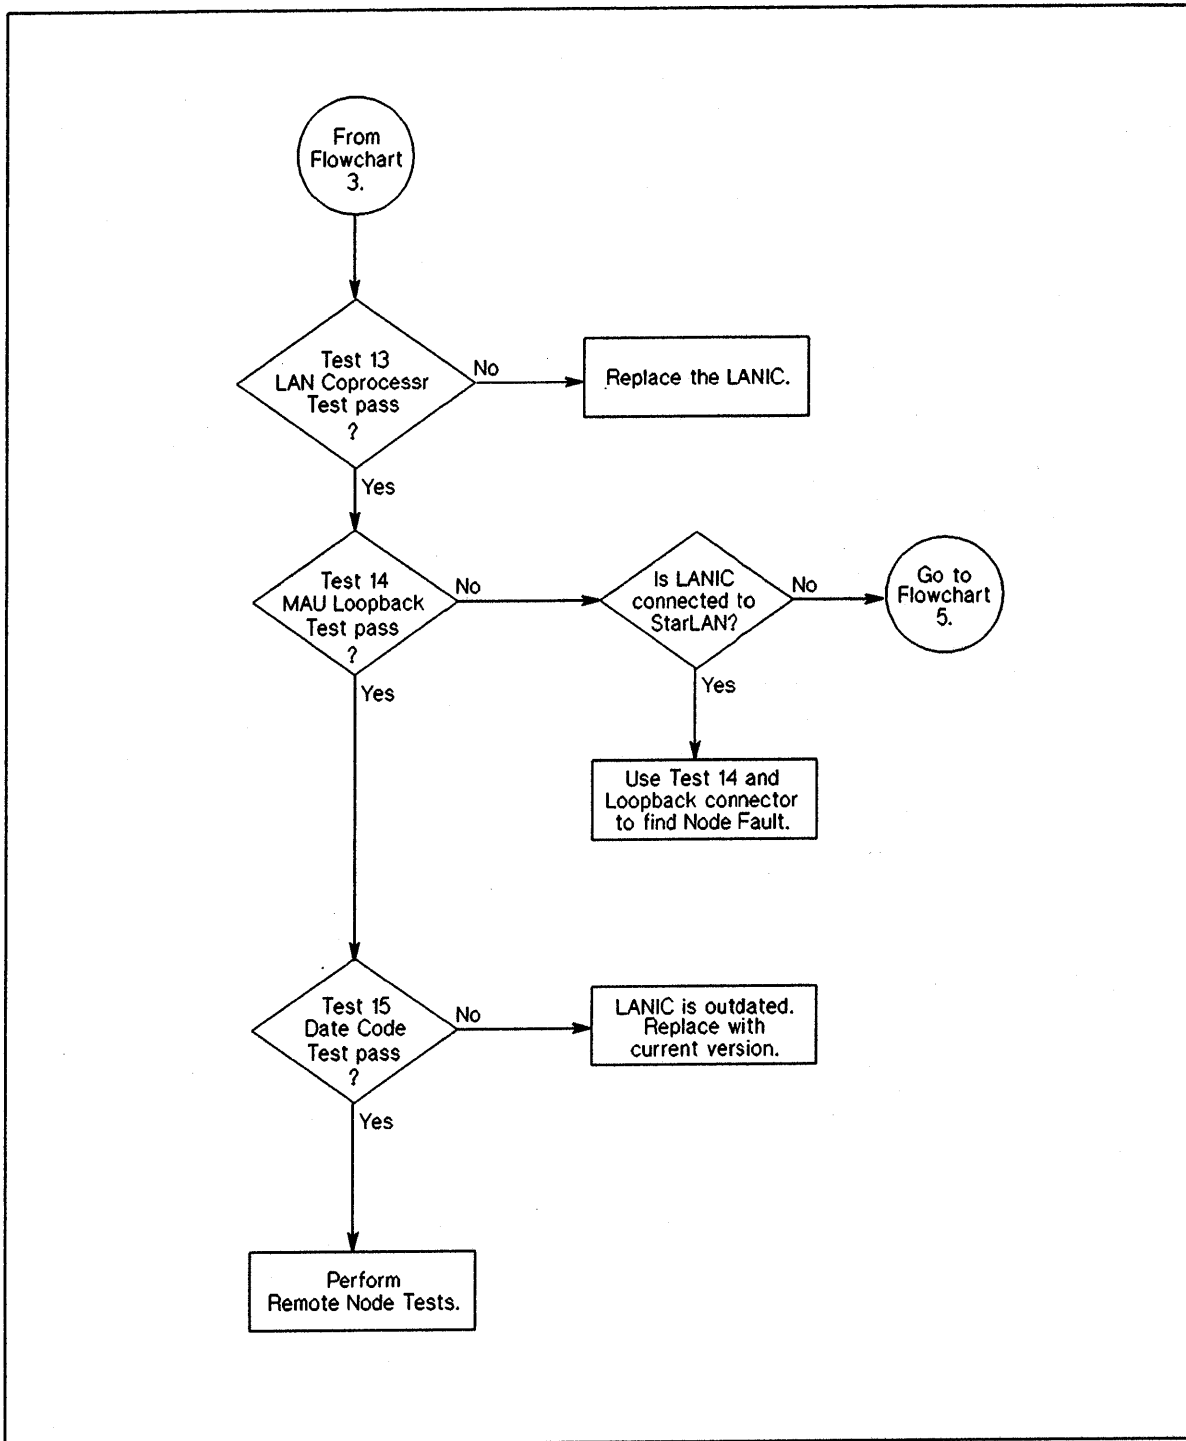 From
Flowchart
3.
Test 13
LAN Coprocessr
Test pass
?
No
Replace the LANIC.
Yes
Test 14
MAU Loopback
Test pass
?
No
Is LANIC
connected to
StarLAN?
No
Go to
Flowchart
5.
Yes
Yes
Use Test 14 and
Loopback connector
to find Node Fault.
Test 15
Date Code
Test pass
?
No
LANIC is outdated.
Replace with
current version.
Yes
Perform
Remote Node Tests.